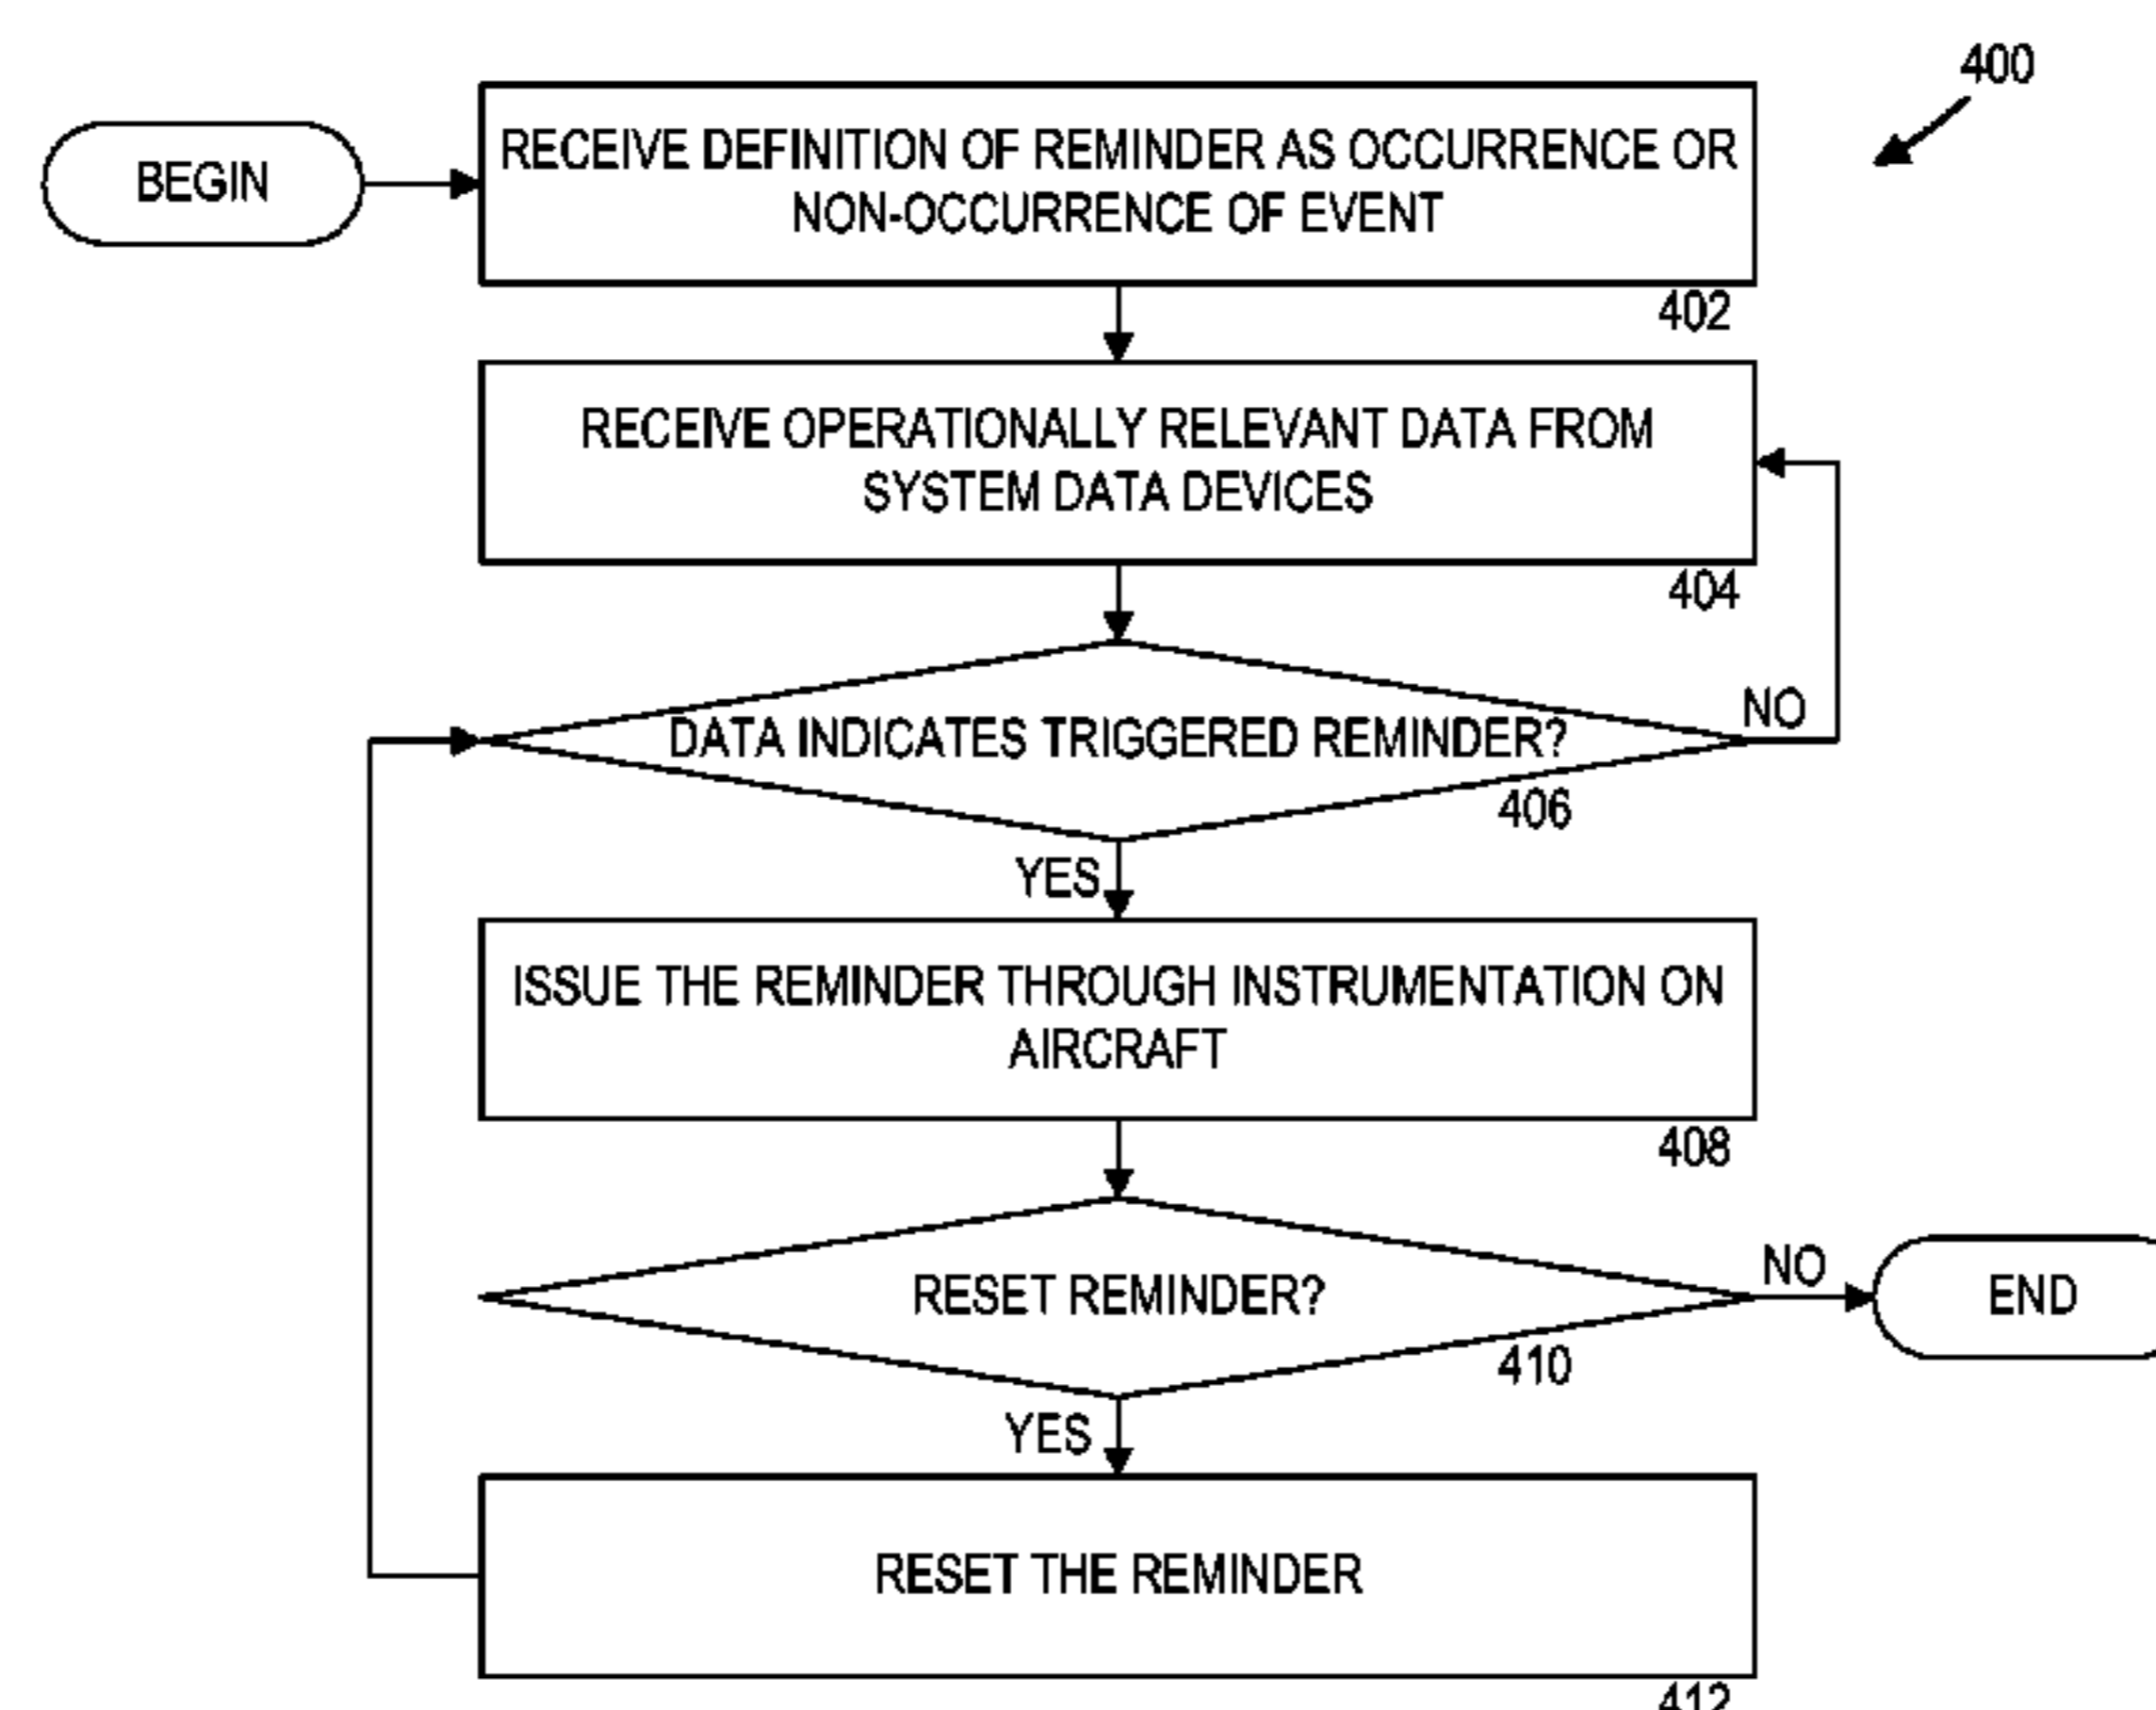 400
BEGIN
RECEIVE DEFINITION OF REMINDER AS OCCURRENCE OR
NON-OCCURRENCE OF EVENT
402
RECEIVE OPERATIONALLY RELEVANT DATA FROM
SYSTEM DATA DEVICES
404
DATA INDICATES TRIGGERED REMINDER?
NO
406
YES
ISSUE THE REMINDER THROUGH INSTRUMENTATION ON
AIRCRAFT
408
RESET REMINDER?
NO
END
410
YES
RESET THE REMINDER
412